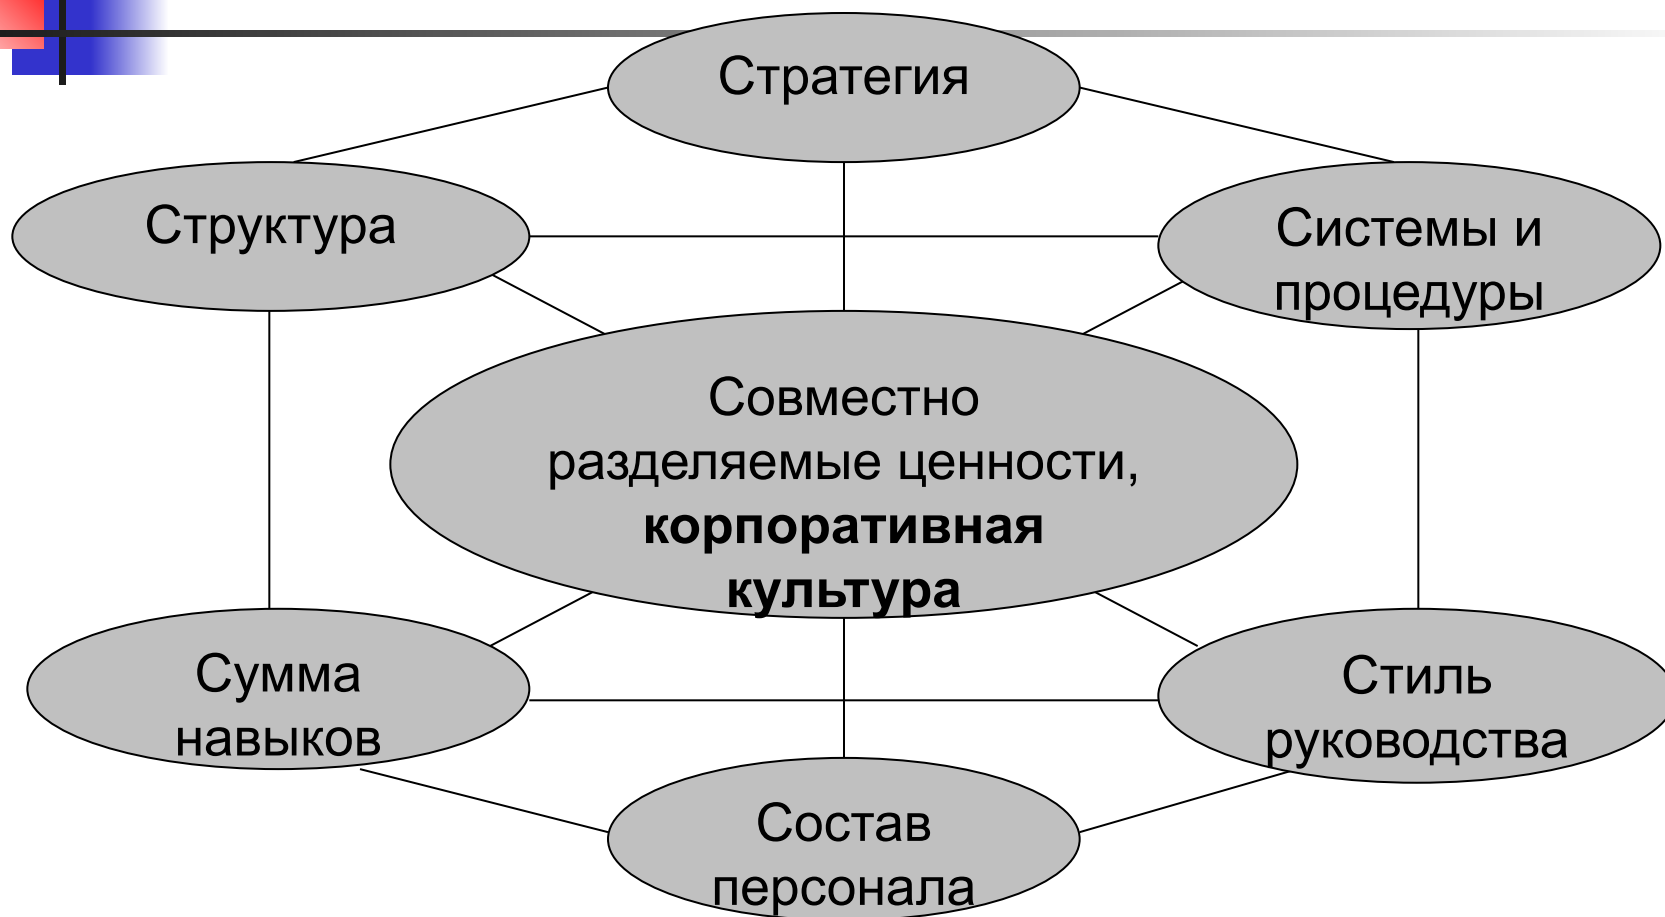 Стратегия
Структура
Системы и
процедуры
Совместно
разделяемые ценности,
корпоративная
культура
Сумма
навыков
Стиль
руководства
Состав
персонала